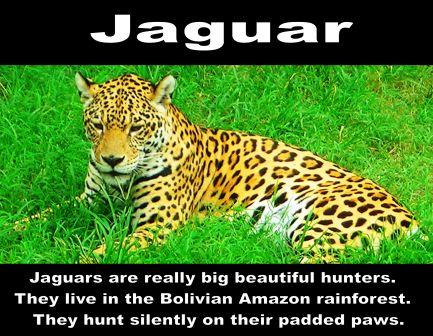 Jaguar
Jaguars are really big beautiful hunters.
They live in the Bolivian Amazon rainforest.
They hunt silently on their padded paws.